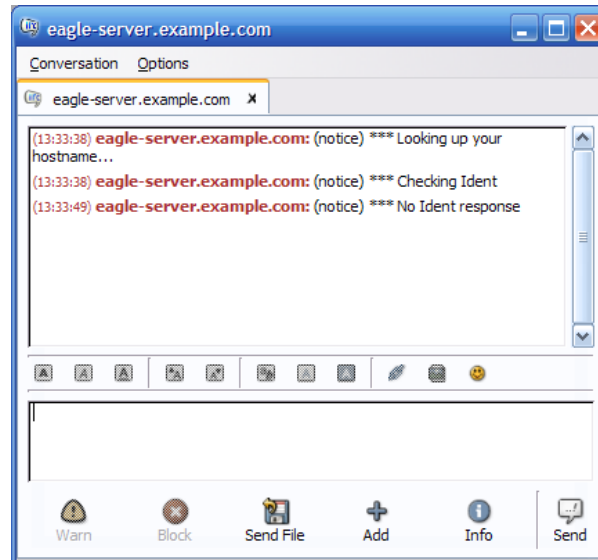 eagle-server.example.com
Conversation Options
eagle-server.example.com x
(13:33:38) eagle-server.example.com: (notice) *** Looking up your
hostname...
(13:33:38) eagle-server.example.com: (notice) *** Checking Ident
(13:33:49) eagle-server.example.com: (notice) *** No Ident response
Warn Block Send File Add Info Send